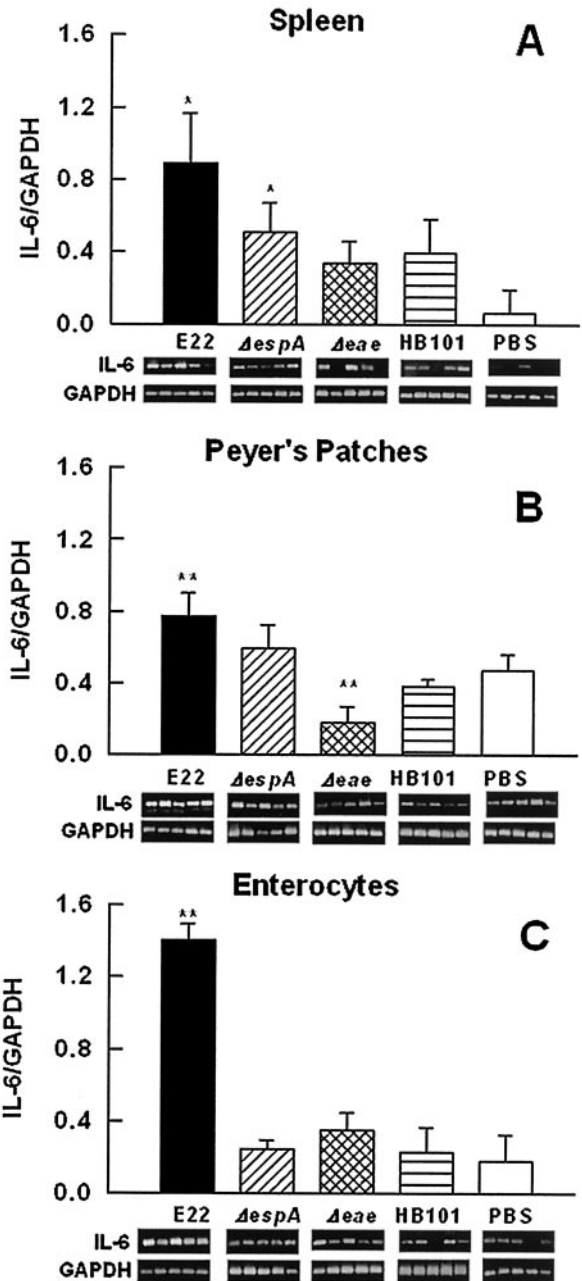 Spleen
A
1.6
*
1.2
*
0.8
IL-6/GAPDH
0.4
0.0
E22 ΔespA Δeae HB101 PBS
IL-6
GAPDH
Peyer's Patches
B
1.6
1.2
**
0.8
**
IL-6/GAPDH
0.4
0.0
E22 ΔespA Δeae HB101 PBS
IL-6
GAPDH
Enterocytes
C
1.6
**
1.2
0.8
IL-6/GAPDH
0.4
0.0
E22 ΔespA Δeae HB101 PBS
IL-6
GAPDH